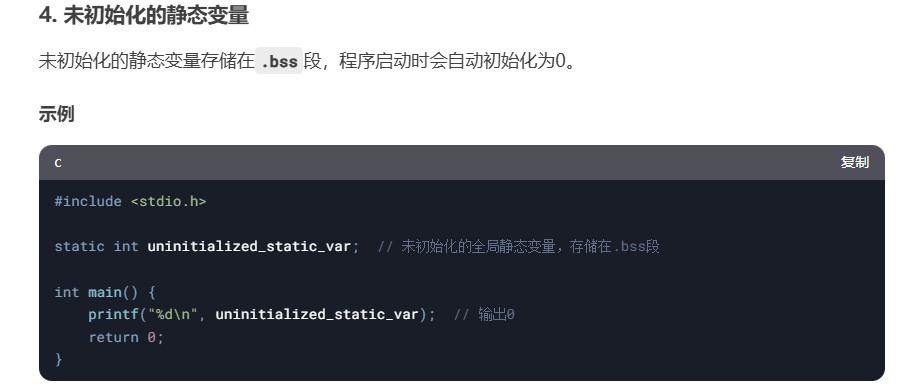 4. 未初始化的静态变量
未初始化的静态变量存储在 .bss 段，程序启动时会自动初始化为0。
示例
c 复制
#include <stdio.h>
static int uninitialized_static_var;  // 未初始化的全局静态变量，存储在.bss段
int main() {
    printf("%d\n", uninitialized_static_var);  // 输出0
    return 0;
}